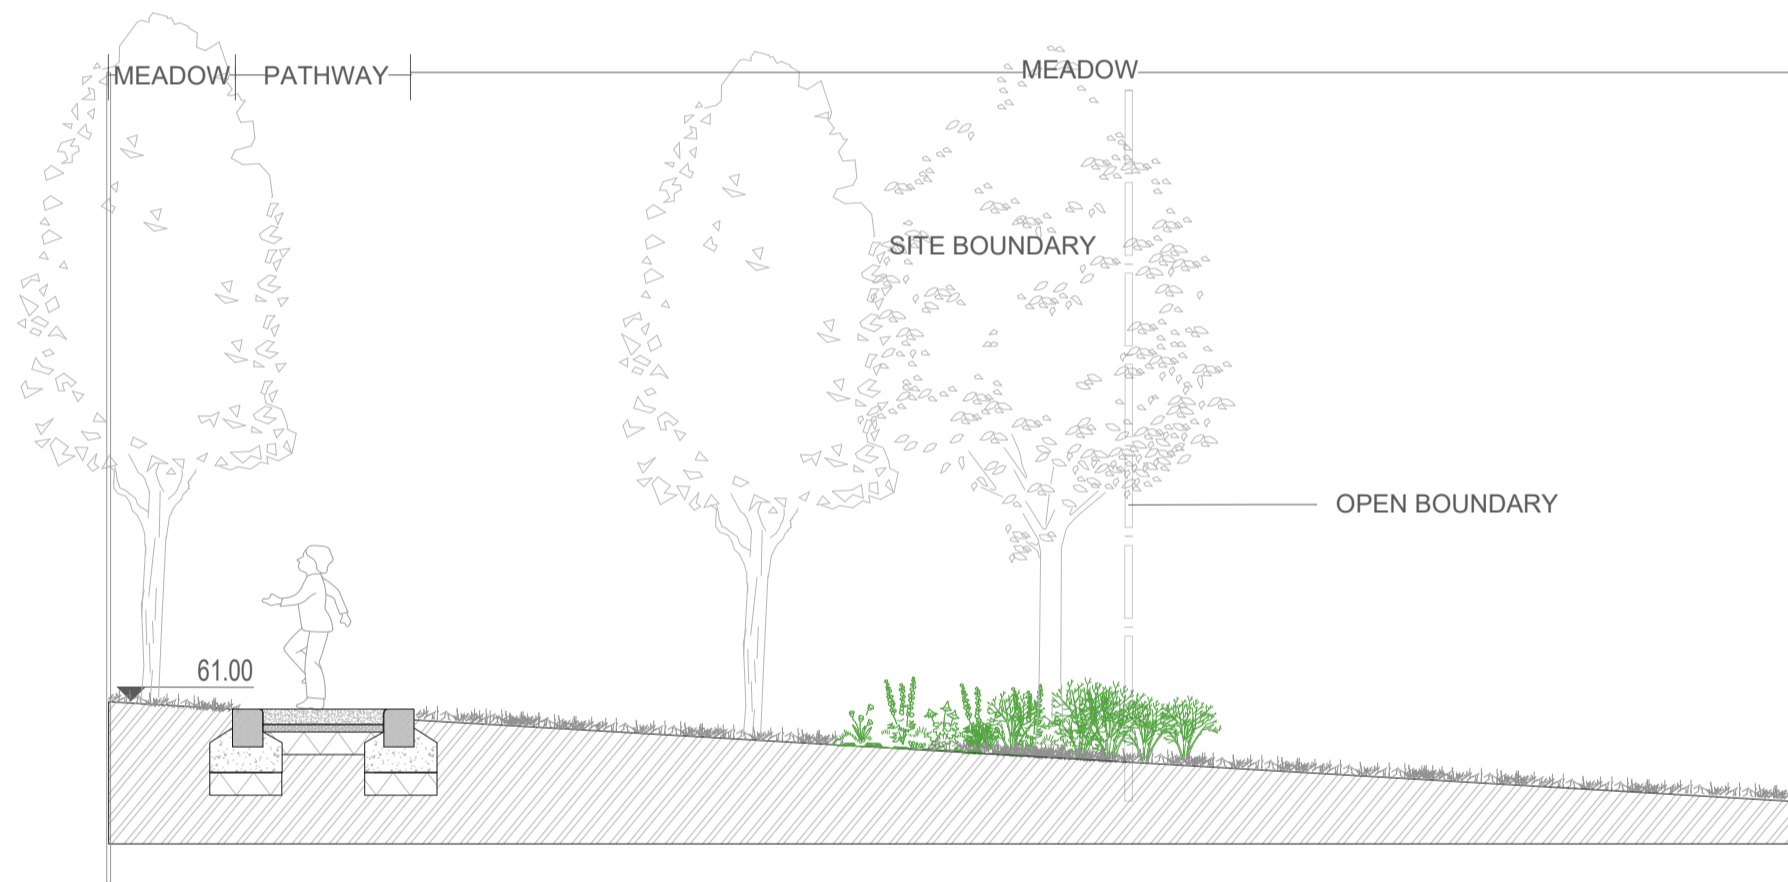 MEADOW
PATHWAY
MEADOW
SITE BOUNDARY
OPEN BOUNDARY
61.00